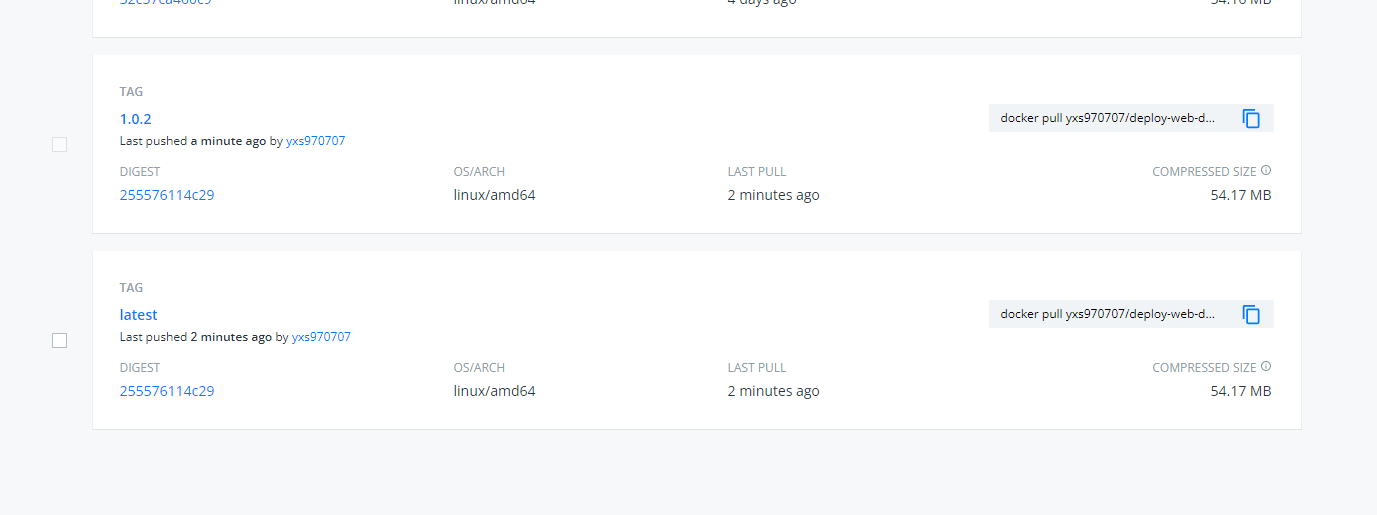 linux/amd64
4 days ago
54.16 MB
TAG
1.0.2
docker pull yxs970707/deploy-web-d...
Last pushed a minute ago by yxs970707
DIGEST OS/ARCH LAST PULL COMPRESSED SIZE
255576114c29 linux/amd64 2 minutes ago 54.17 MB
TAG
latest
docker pull yxs970707/deploy-web-d...
Last pushed 2 minutes ago by yxs970707
DIGEST OS/ARCH LAST PULL COMPRESSED SIZE
255576114c29 linux/amd64 2 minutes ago 54.17 MB